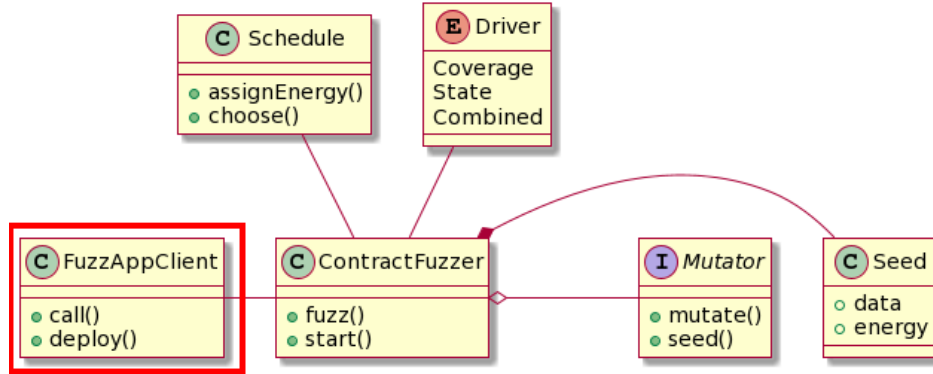 C Schedule
assignEnergy()
choose()
E Driver
Coverage
State
Combined
C FuzzAppClient
call()
deploy()
C ContractFuzzer
fuzz()
start()
I Mutator
mutate()
seed()
C Seed
data
energy